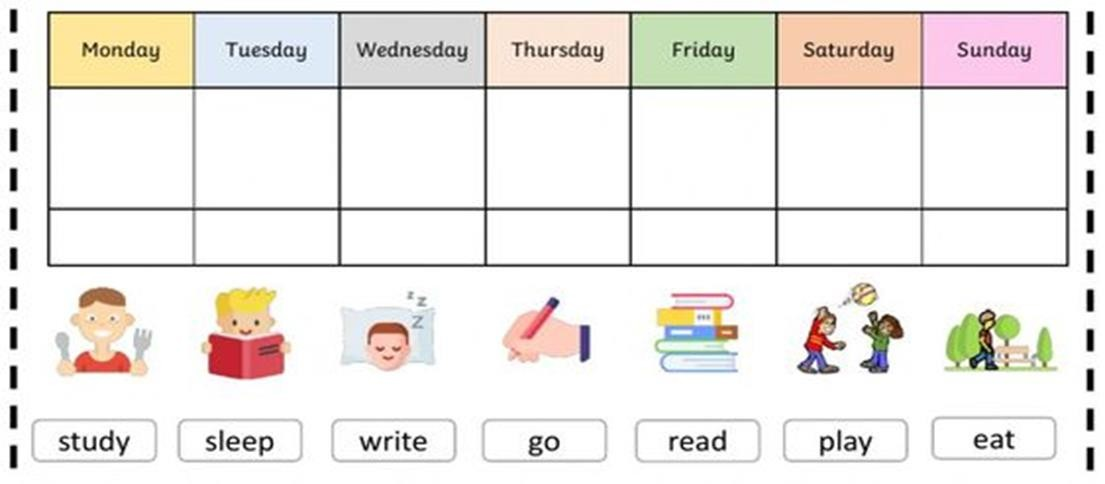 Monday Tuesday Wednesday Thursday Friday Saturday Sunday
z z z
study sleep write go read play eat